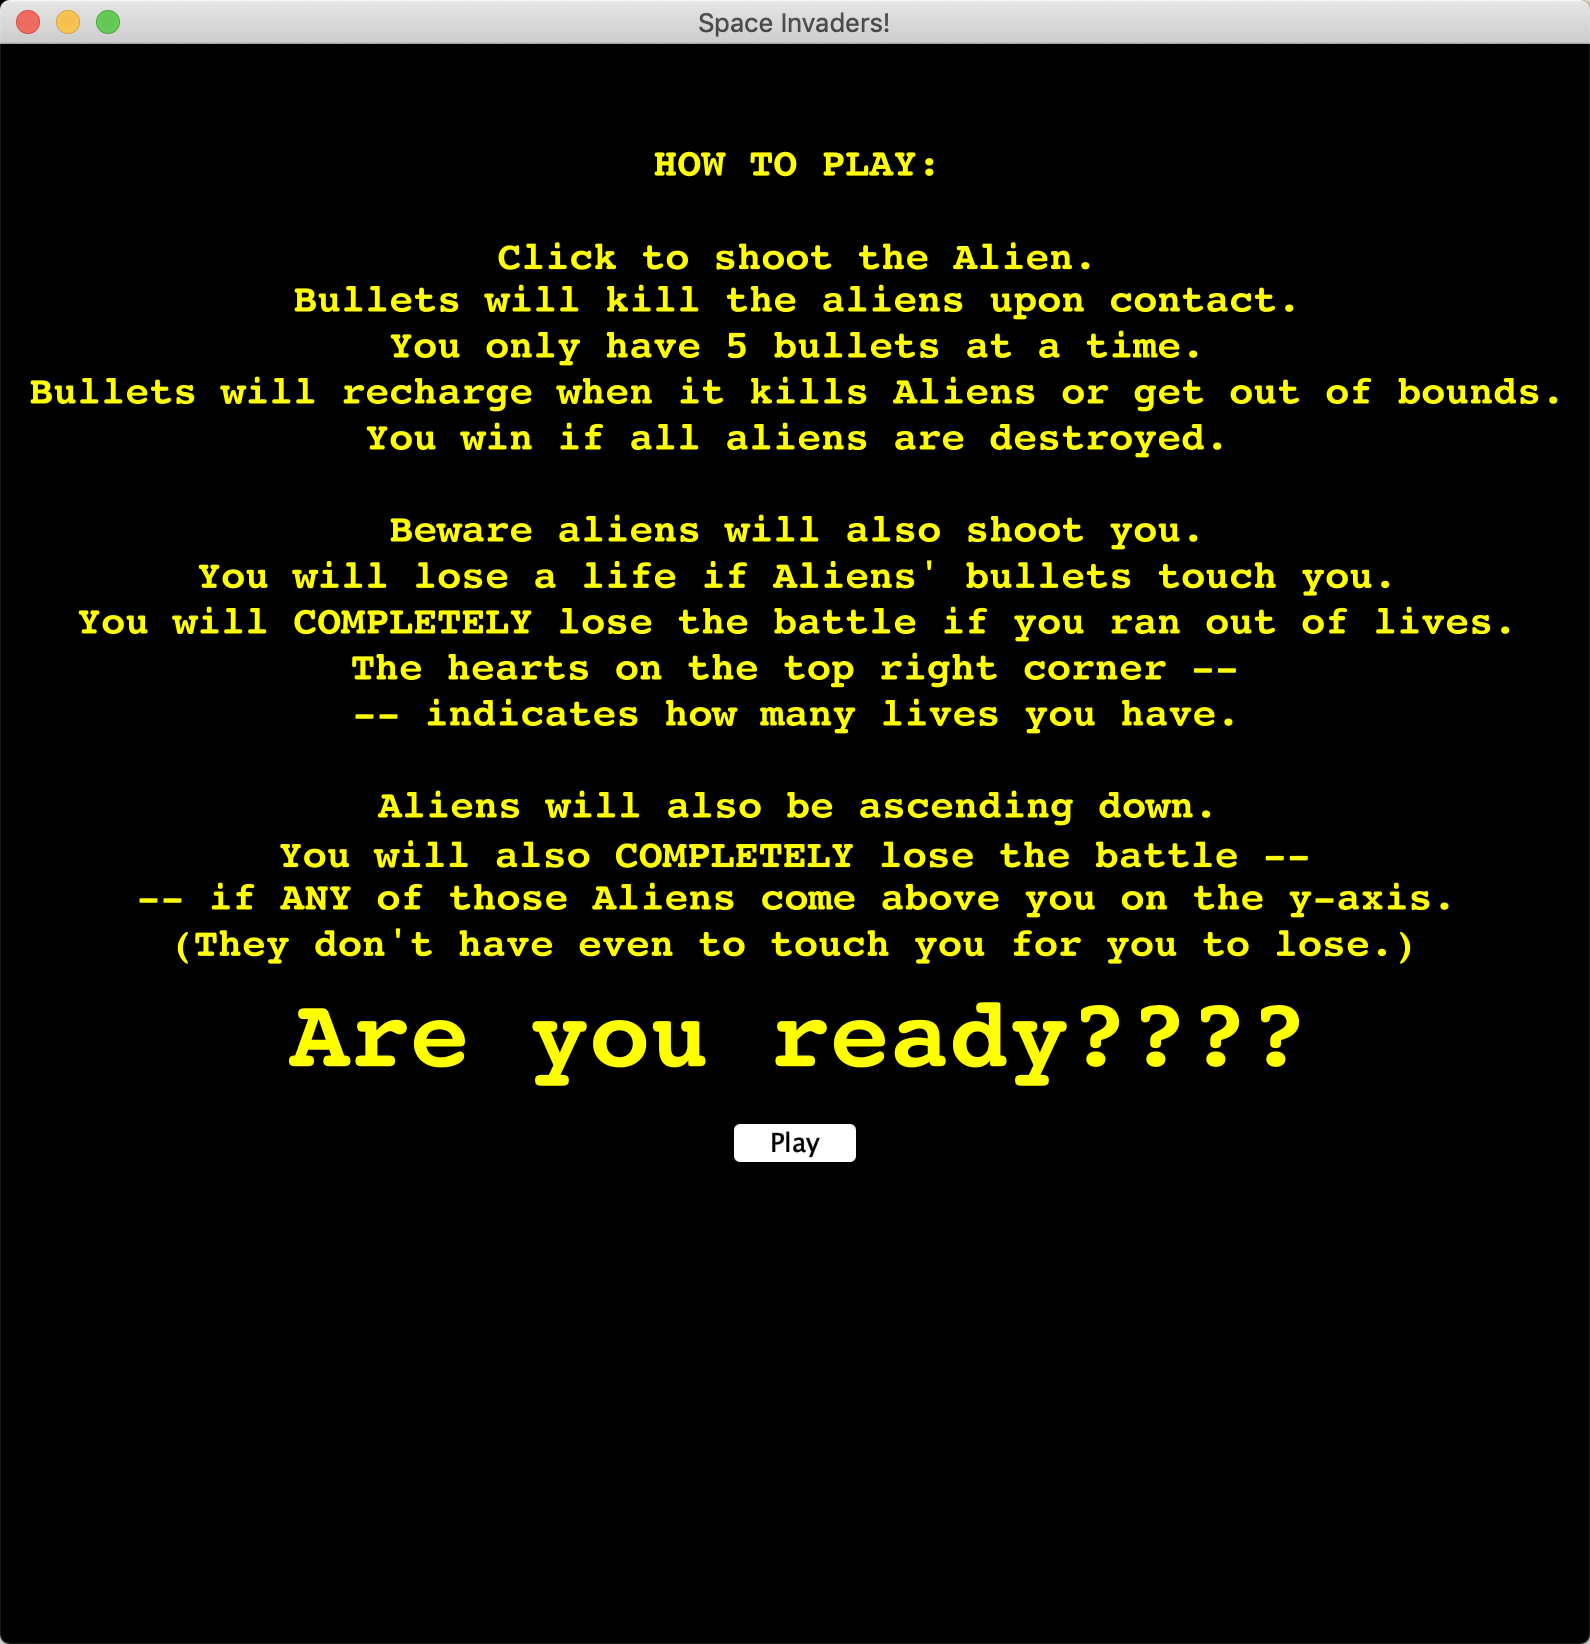 Space Invaders!
HOW TO PLAY:
Click to shoot the Alien.
Bullets will kill the aliens upon contact.
You only have 5 bullets at a time.
Bullets will recharge when it kills Aliens or get out of bounds.
You win if all aliens are destroyed.
Beware aliens will also shoot you.
You will lose a life if Aliens' bullets touch you.
You will COMPLETELY lose the battle if you ran out of lives.
The hearts on the top right corner --
-- indicates how many lives you have.
Aliens will also be ascending down.
You will also COMPLETELY lose the battle --
-- if ANY of those Aliens come above you on the y-axis.
(They don't have even to touch you for you to lose.)
Are you ready????
Play